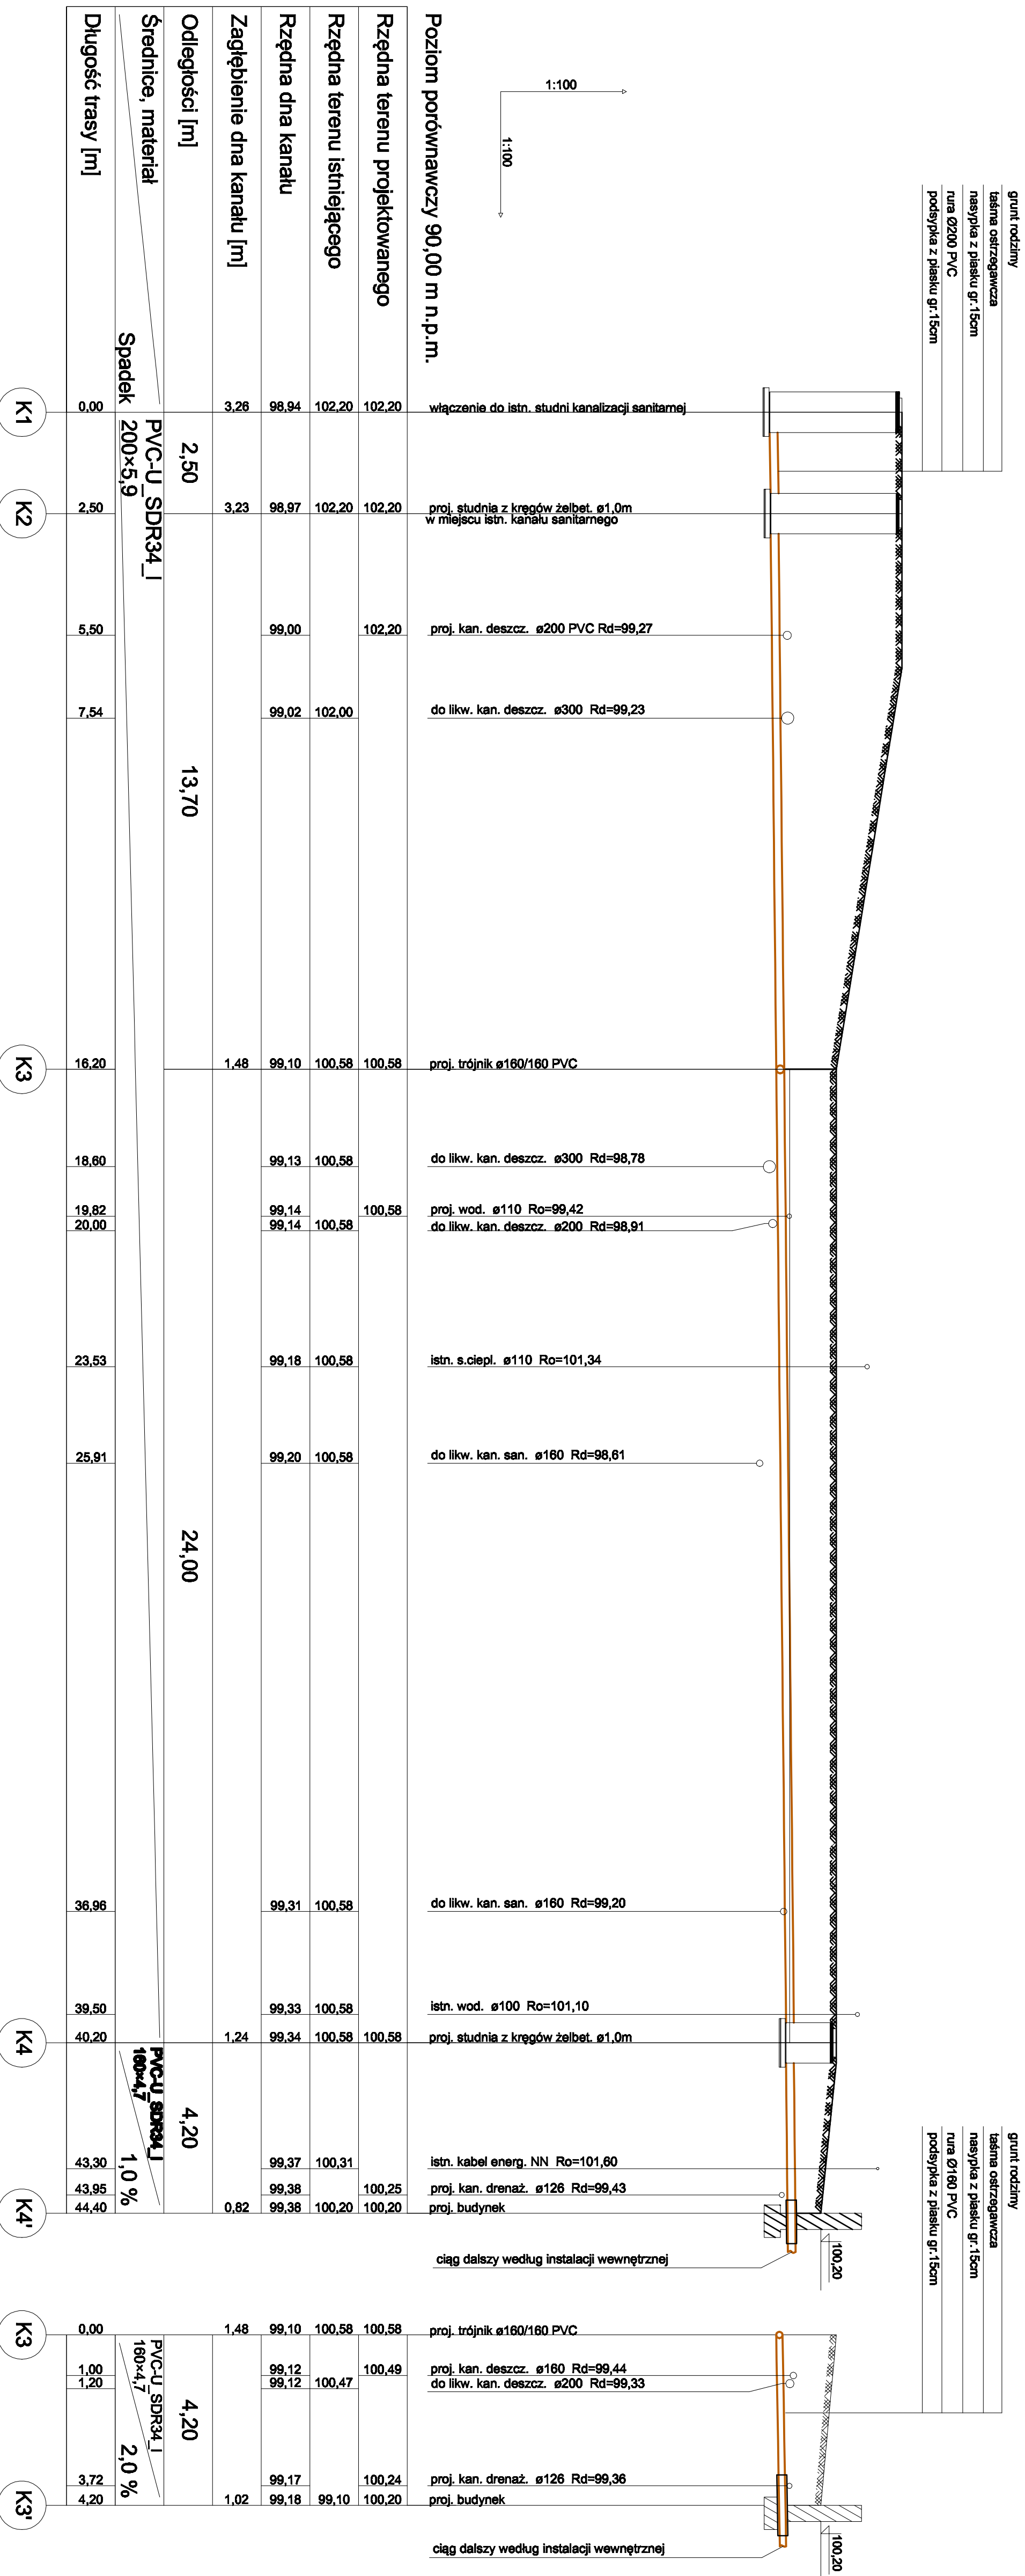 grunt rodzimy
taśma ostrzegawcza
nasypka z piasku gr.15cm
rura Ø200 PVC
podsypka z piasku gr.15cm
grunt rodzimy
taśma ostrzegawcza
nasypka z piasku gr.15cm
rura Ø160 PVC
podsypka z piasku gr.15cm
1:100
1:100
100,20
100,20
Poziom porównawczy 90,00 m n.p.m.
włączenie do istn. studni kanalizacji sanitarnej
proj. studnia z kręgów żelbet. ø1,0m
w miejscu istn. kanału sanitarnego
proj. kan. deszcz. ø200 PVC Rd=99,27
do likw. kan. deszcz. ø300 Rd=99,23
proj. trójnik ø160/160 PVC
do likw. kan. deszcz. ø300 Rd=98,78
proj. wod. ø110 Ro=99,42
do likw. kan. deszcz. ø200 Rd=98,91
istn. s.ciepl. ø110 Ro=101,34
do likw. kan. san. ø160 Rd=98,61
do likw. kan. san. ø160 Rd=99,20
istn. wod. ø100 Ro=101,10
proj. studnia z kręgów żelbet. ø1,0m
istn. kabel energ. NN Ro=101,60
proj. kan. drenaż. ø126 Rd=99,43
proj. budynek
ciąg dalszy według instalacji wewnętrznej
proj. trójnik ø160/160 PVC
proj. kan. deszcz. ø160 Rd=99,44
do likw. kan. deszcz. ø200 Rd=99,33
proj. kan. drenaż. ø126 Rd=99,36
proj. budynek
ciąg dalszy według instalacji wewnętrznej
Rzędna terenu projektowanego 102,20 102,20 102,20 100,58 100,58 100,58 100,25 100,20 100,58 100,49 100,24 100,20
Rzędna terenu istniejącego 102,20 102,20 102,00 100,58 100,58 100,58 100,58 100,58 100,58 100,58 100,58 100,31 100,20 100,58 100,47 99,10
Rzędna dna kanału 98,94 98,97 99,00 99,02 99,10 99,13 99,14 99,14 99,18 99,20 99,31 99,33 99,34 99,37 99,38 99,38 99,10 99,12 99,12 99,17 99,18
Zagłębienie dna kanału [m] 3,26 3,23 1,48 1,24 0,82 1,48 1,02
Odległości [m] 2,50 13,70 24,00 4,20 4,20
Średnice, materiał PVC-U_SDR34_I PVC-U_SDR34_I PVC-U_SDR34_I
200×5,9 160×4,7 160×4,7
Spadek 1,0 % 2,0 %
Długość trasy [m] 0,00 2,50 5,50 7,54 16,20 18,60 19,82 20,00 23,53 25,91 36,96 39,50 40,20 43,30 43,95 44,40 0,00 1,00 1,20 3,72 4,20
K1 K2 K3 K4 K4' K3 K3'